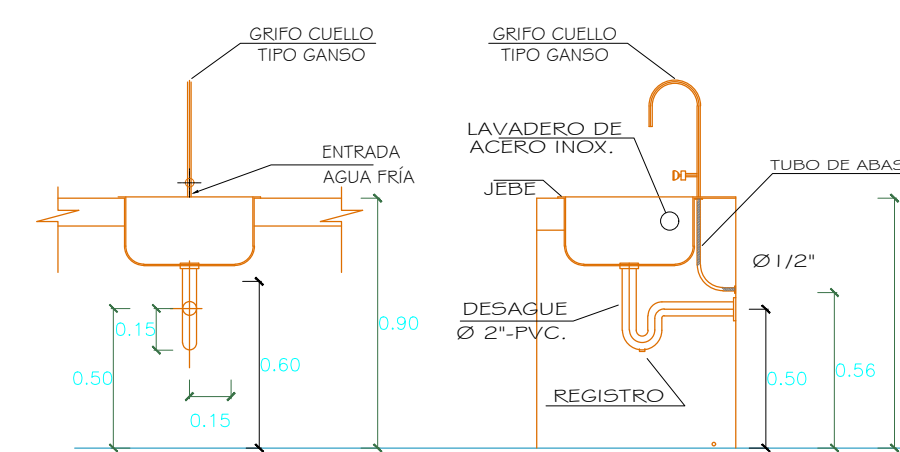 GRIFO CUELLO
TIPO GANSO
ENTRADA
AGUA FRÍA
0.15
0.50
0.15
0.60
0.90
GRIFO CUELLO
TIPO GANSO
LAVADERO DE
ACERO INOX.
JEBE
TUBO DE ABAS
Ø1/2"
DESAGUE
Ø 2"-PVC.
REGISTRO
0.50
0.56